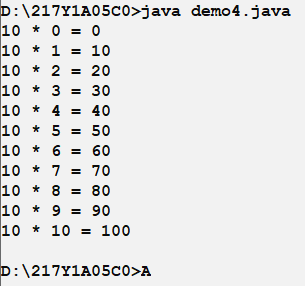 D:\217Y1A05C0>java demo4.java
10 * 0 = 0
10 * 1 = 10
10 * 2 = 20
10 * 3 = 30
10 * 4 = 40
10 * 5 = 50
10 * 6 = 60
10 * 7 = 70
10 * 8 = 80
10 * 9 = 90
10 * 10 = 100
D:\217Y1A05C0>A